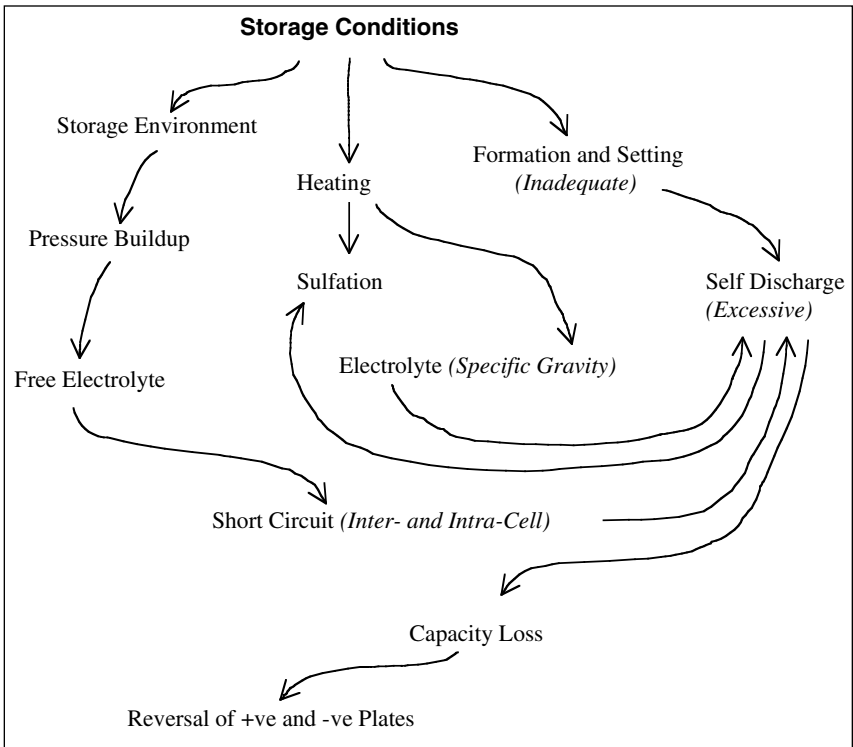 Storage Conditions
Storage Environment
Formation and Setting
(Inadequate)
Heating
Pressure Buildup
Sulfation
Self Discharge
(Excessive)
Electrolyte (Specific Gravity)
Free Electrolyte
Short Circuit (Inter- and Intra-Cell)
Capacity Loss
Reversal of +ve and -ve Plates